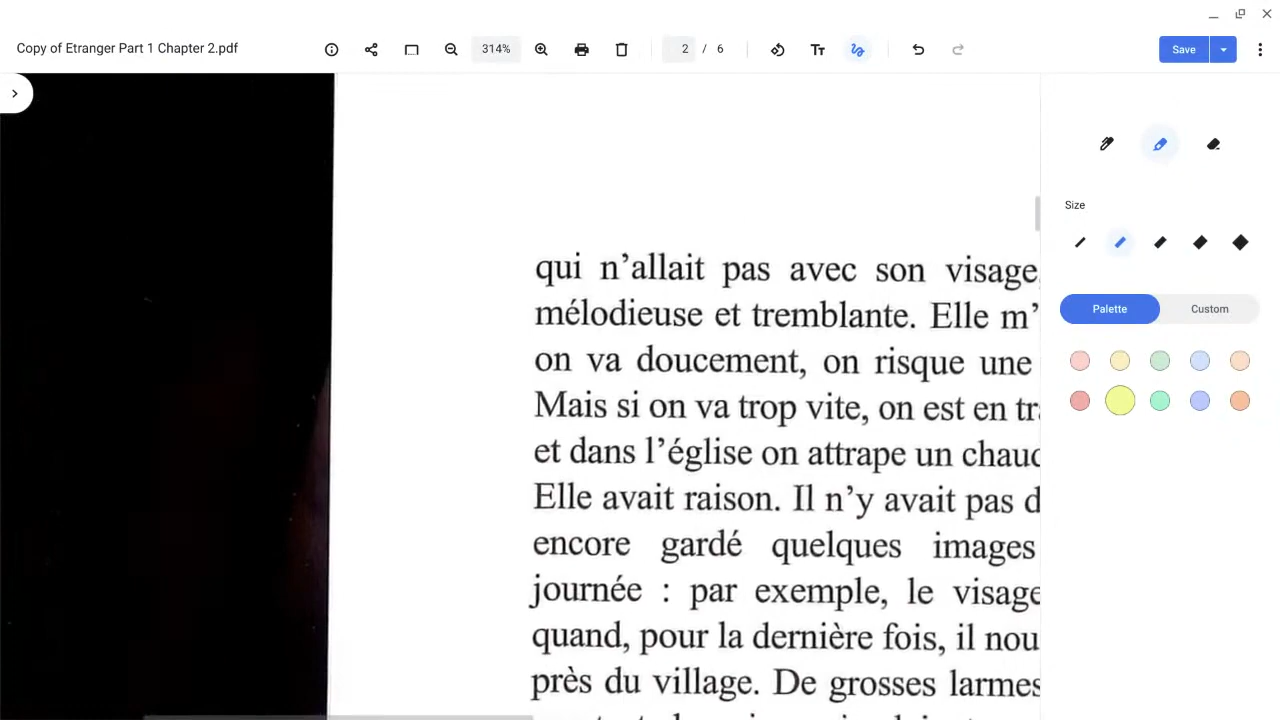 Copy of Etranger Part 1 Chapter 2.pdf
314%
2 / 6
Tr
Save
qui n’allait pas avec son visage,
mélodieuse et tremblante. Elle m’
on va doucement, on risque une
Mais si on va trop vite, on est en tra
et dans l’église on attrape un chaud
Elle avait raison. Il n’y avait pas d
encore gardé quelques images
journée : par exemple, le visage
quand, pour la dernière fois, il nou
près du village. De grosses larmes
Size
Palette Custom